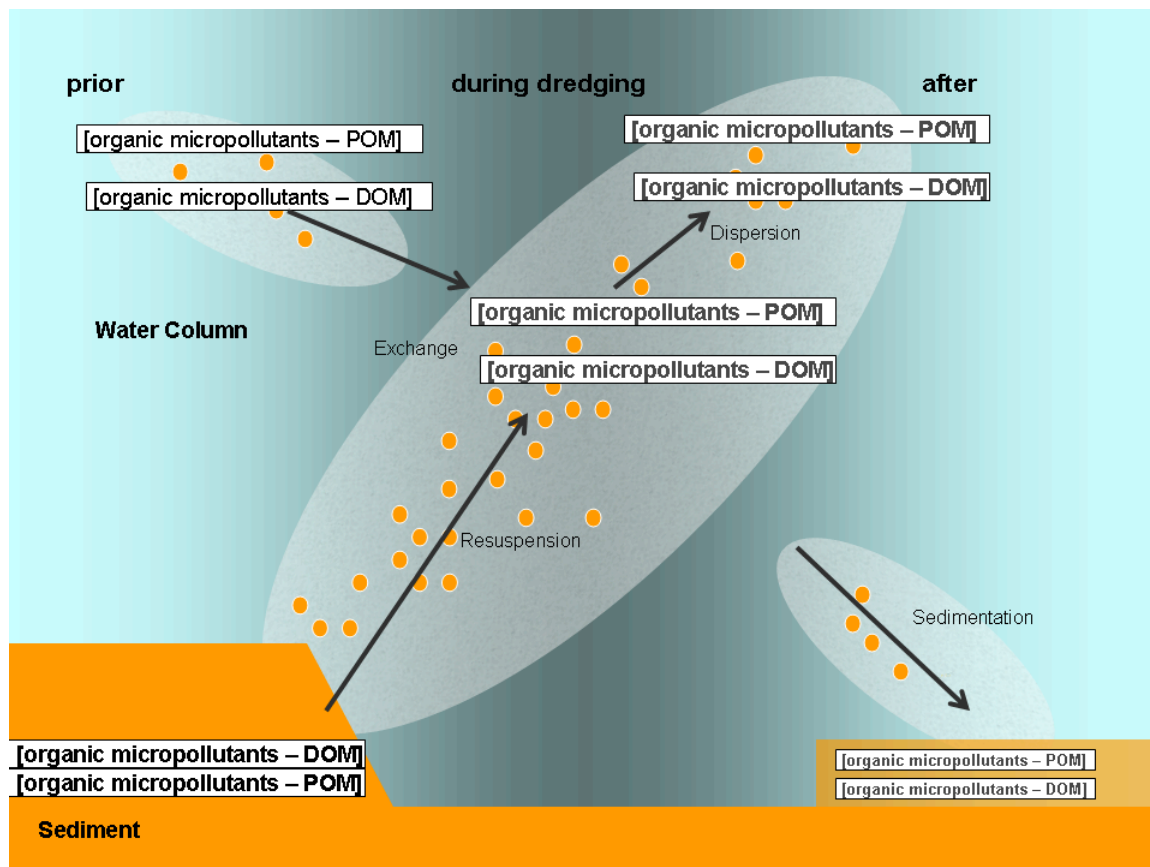 prior
during dredging
after
[organic micropollutants – POM]
[organic micropollutants – DOM]
[organic micropollutants – POM]
[organic micropollutants – DOM]
Dispersion
Water Column
Exchange
[organic micropollutants – POM]
[organic micropollutants – DOM]
Resuspension
Sedimentation
[organic micropollutants – DOM]
[organic micropollutants – POM]
[organic micropollutants – POM]
[organic micropollutants – DOM]
Sediment